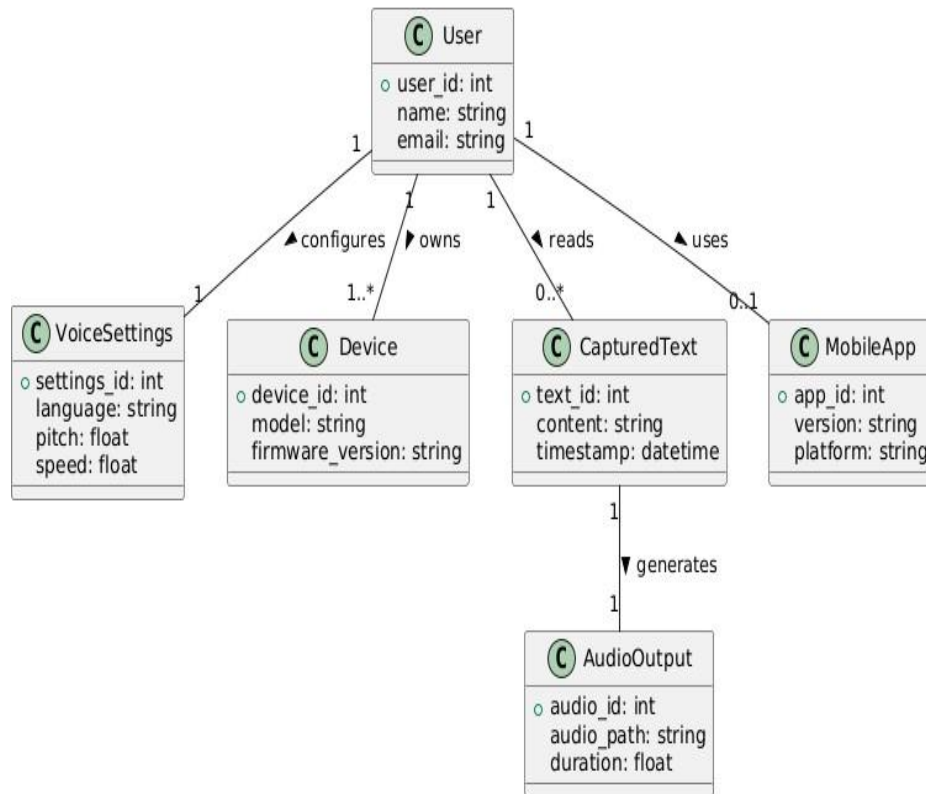 C User
user_id: int
name: string
email: string
1
1
1
1
configures
owns
reads
uses
1
1..*
0..*
0..1
C VoiceSettings
settings_id: int
language: string
pitch: float
speed: float
C Device
device_id: int
model: string
firmware_version: string
C CapturedText
text_id: int
content: string
timestamp: datetime
C MobileApp
app_id: int
version: string
platform: string
1
generates
1
C AudioOutput
audio_id: int
audio_path: string
duration: float